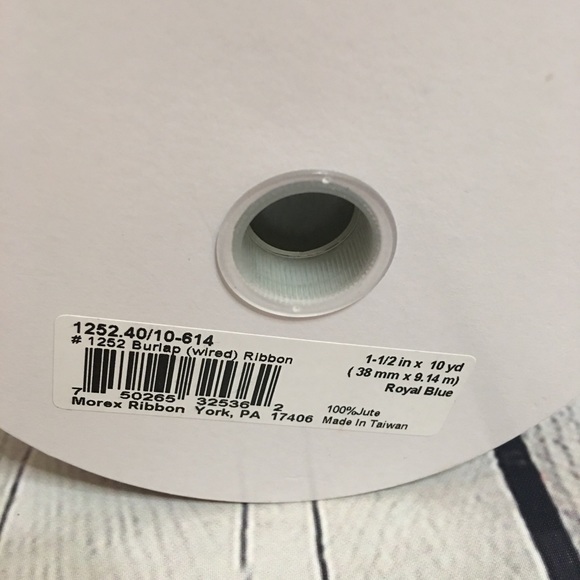 1252.40/10-614
# 1252 Burlap (wired) Ribbon
7 50265 32536 2
Morex Ribbon York, PA 17406
1-1/2 in x 10 yd
( 38 mm x 9.14 m)
Royal Blue
100%Jute
Made In Taiwan